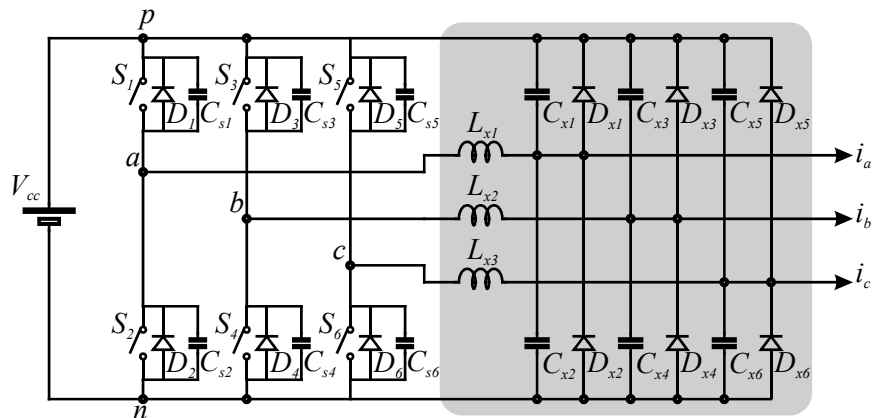 p
S1 D1 Cs1 S3 D3 Cs3 S5 D5 Cs5
Cx1 Dx1 Cx3 Dx3 Cx5 Dx5
Lx1
a ia
Vcc
Lx2
b ib
Lx3
c ic
S2 D2 Cs2 S4 D4 Cs4 S6 D6 Cs6
Cx2 Dx2 Cx4 Dx4 Cx6 Dx6
n